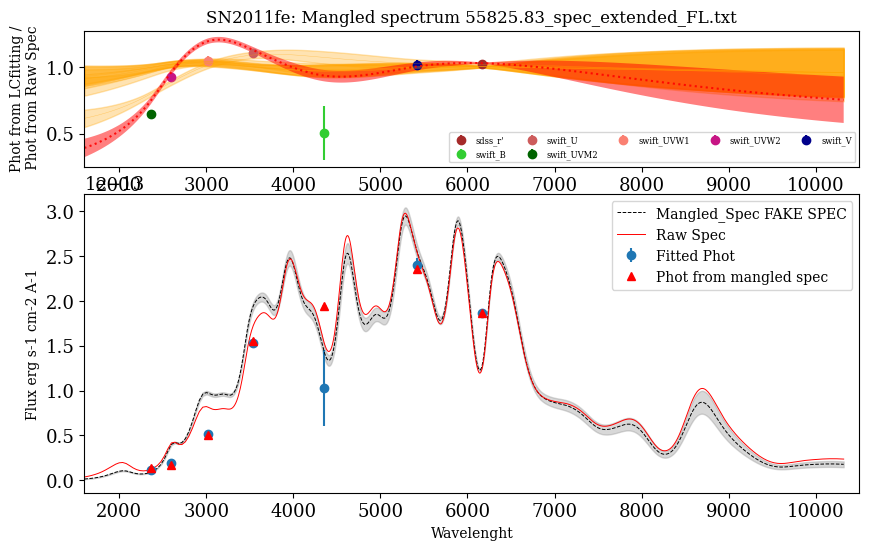 SN2011fe: Mangled spectrum 55825.83_spec_extended_FL.txt
Phot from LCfitting /
Phot from Raw Spec
1.0
0.5
sdss_r' swift_U swift_UVW1 swift_UVW2 swift_V
swift_B swift_UVM2
2000 3000 4000 5000 6000 7000 8000 9000 10000
1e−13
Flux erg s-1 cm-2 A-1
3.0
2.5
2.0
1.5
1.0
0.5
0.0
Mangled_Spec FAKE SPEC
Raw Spec
Fitted Phot
Phot from mangled spec
2000 3000 4000 5000 6000 7000 8000 9000 10000
Wavelenght